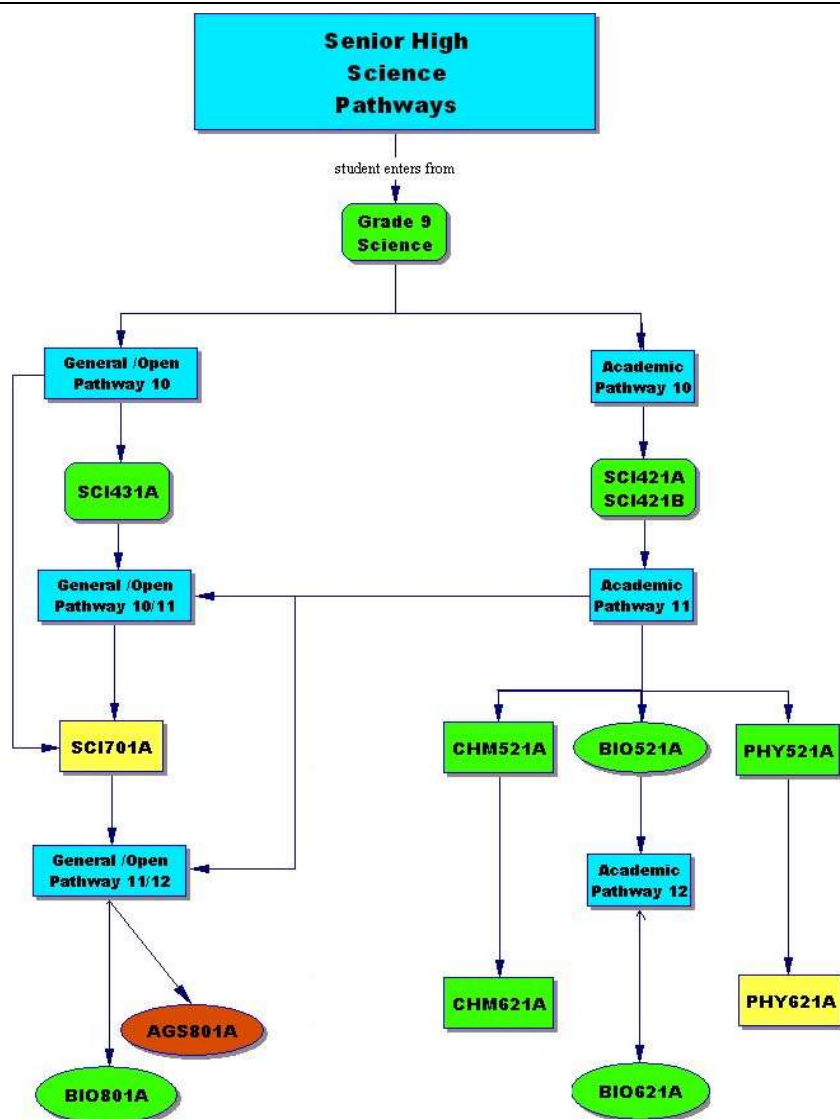 Senior High
Science
Pathways
student enters from
Grade 9
Science
General /Open
Pathway 10
Academic
Pathway 10
SCI431A
SCI421A
SCI421B
General /Open
Pathway 10/11
Academic
Pathway 11
SCI701A
CHM521A
BIO521A
PHY521A
General /Open
Pathway 11/12
Academic
Pathway 12
AGS801A
CHM621A
PHY621A
BIO801A
BIO621A